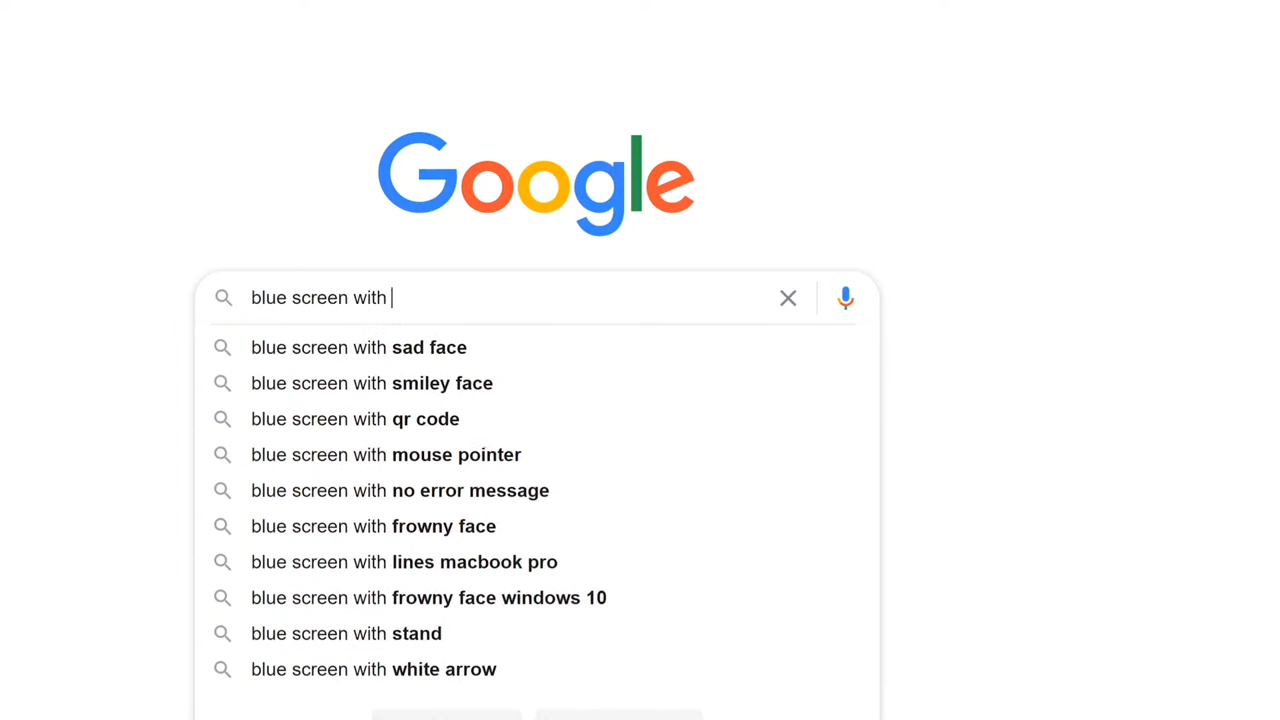 Google
blue screen with
blue screen with sad face
blue screen with smiley face
blue screen with qr code
blue screen with mouse pointer
blue screen with no error message
blue screen with frowny face
blue screen with lines macbook pro
blue screen with frowny face windows 10
blue screen with stand
blue screen with white arrow